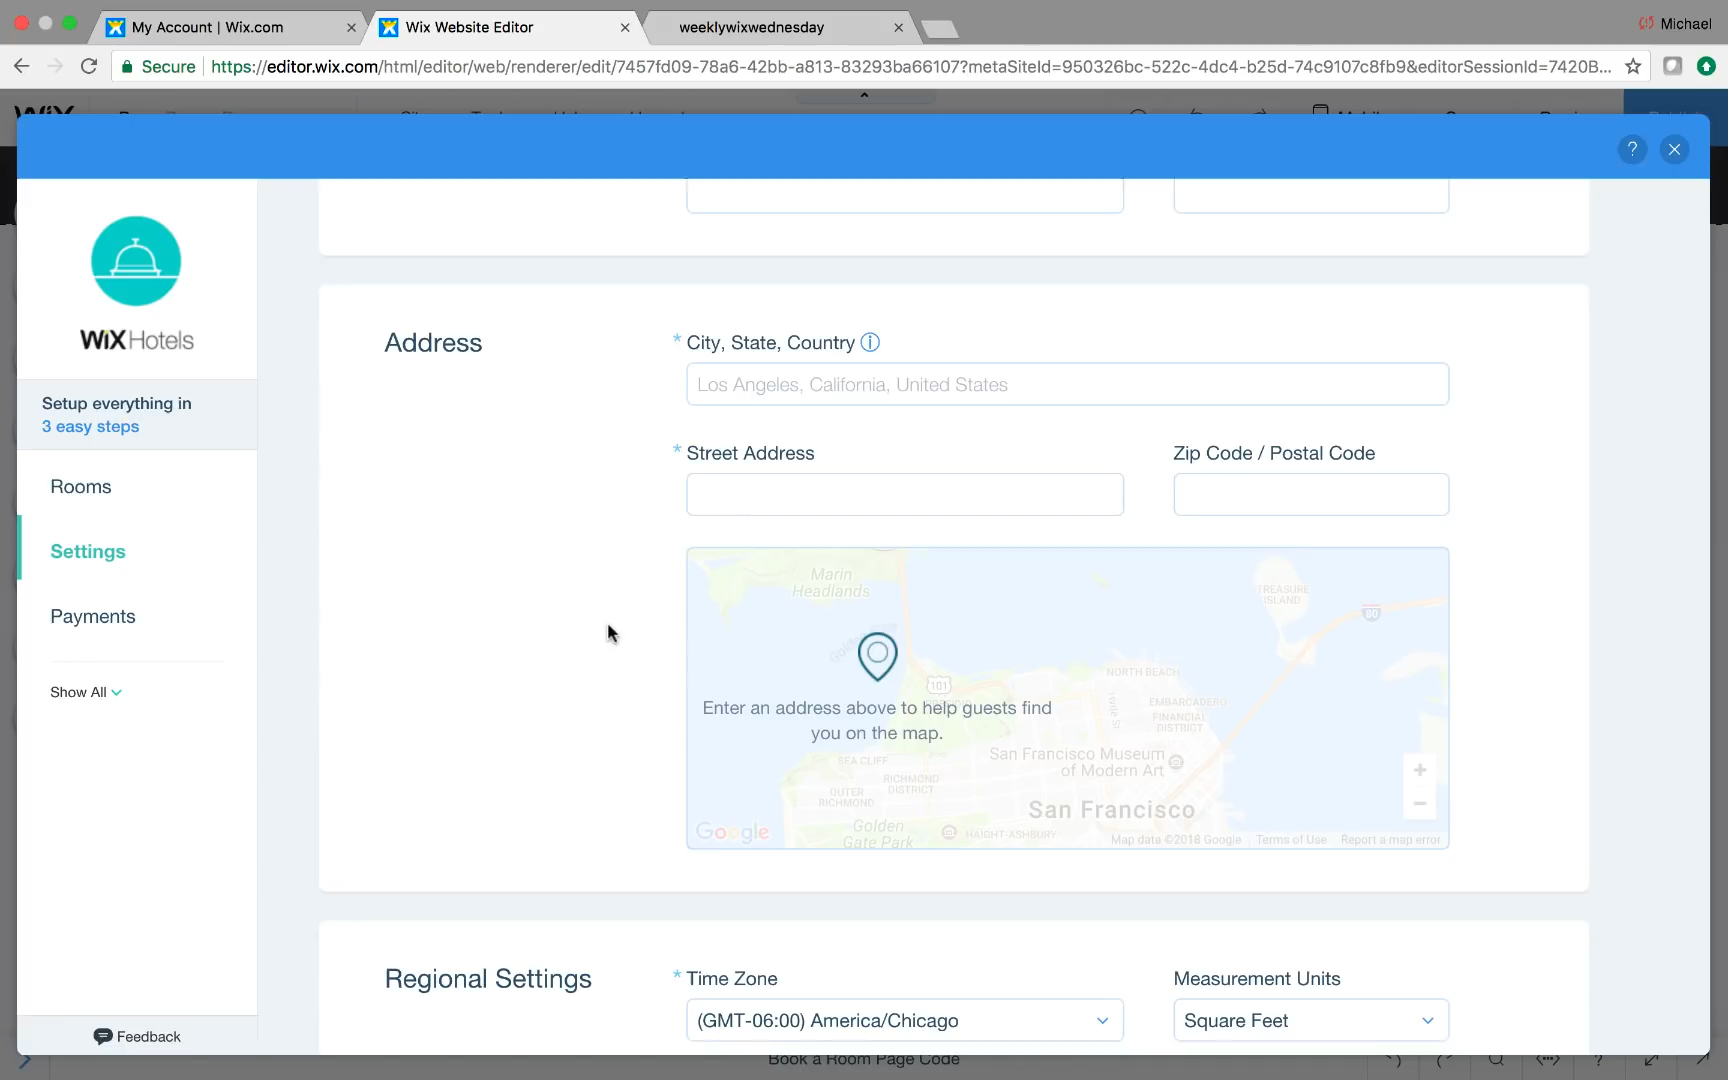 My Account | Wix.com
Wix Website Editor
weeklywixwednesday
Michael
Secure
https://editor.wix.com/html/editor/web/renderer/edit/7457fd09-78a6-42bb-a813-83293ba66107?metaSiteId=950326bc-522c-4dc4-b25d-74c9107c8fb9&editorSessionId=7420B...
WiX
?
WiX Hotels
Setup everything in
3 easy steps
Rooms
Settings
Payments
Show All
Feedback
Address
* City, State, Country
Los Angeles, California, United States
* Street Address
Zip Code / Postal Code
Marin
Headlands
TREASURE
ISLAND
80
101
NORTH BEACH
Enter an address above to help guests find
you on the map.
EMBARCADERO
FINANCIAL
DISTRICT
San Francisco Museum
of Modern Art
SEA CLIFF
RICHMOND
DISTRICT
OUTER
RICHMOND
San Francisco
Google
Golden
Gate Park
HAIGHT-ASHBURY
Map data ©2018 Google
Terms of Use
Report a map error
Regional Settings
* Time Zone
Measurement Units
(GMT-06:00) America/Chicago
Square Feet
Book a Room Page Code